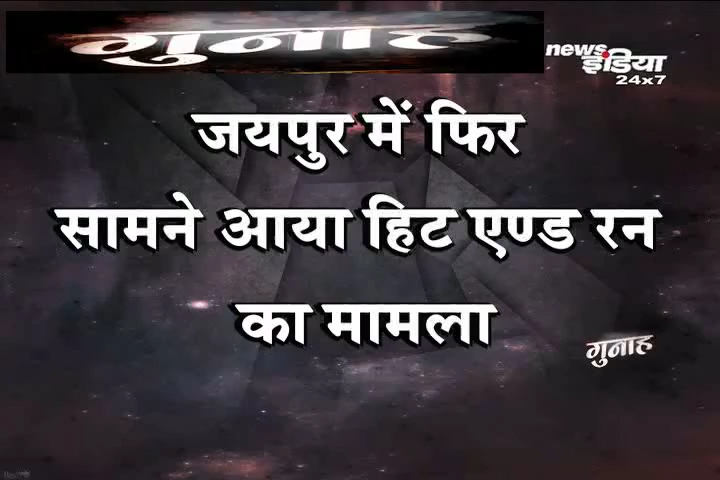 गुनाह
news
इंडिया
24x7
जयपुर में फिर
सामने आया हिट एण्ड रन
का मामला
गुनाह